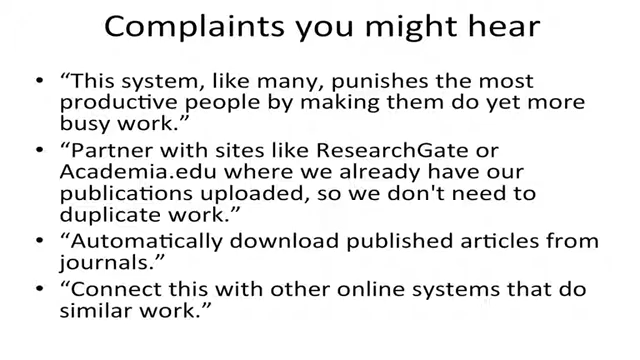 Complaints you might hear
• “This system, like many, punishes the most
productive people by making them do yet more
busy work.”
• “Partner with sites like ResearchGate or
Academia.edu where we already have our
publications uploaded, so we don't need to
duplicate work.”
• “Automatically download published articles from
journals.”
• “Connect this with other online systems that do
similar work.”